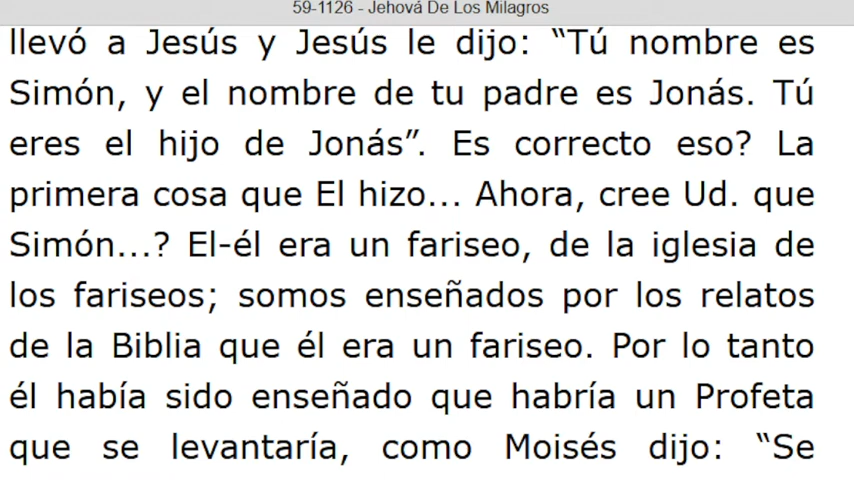 59-1126 - Jehová De Los Milagros
llevó a Jesús y Jesús le dijo: “Tú nombre es
Simón, y el nombre de tu padre es Jonás. Tú
eres el hijo de Jonás”. Es correcto eso? La
primera cosa que El hizo... Ahora, cree Ud. que
Simón...? El-él era un fariseo, de la iglesia de
los fariseos; somos enseñados por los relatos
de la Biblia que él era un fariseo. Por lo tanto
él había sido enseñado que habría un Profeta
que se levantaría, como Moisés dijo: “Se